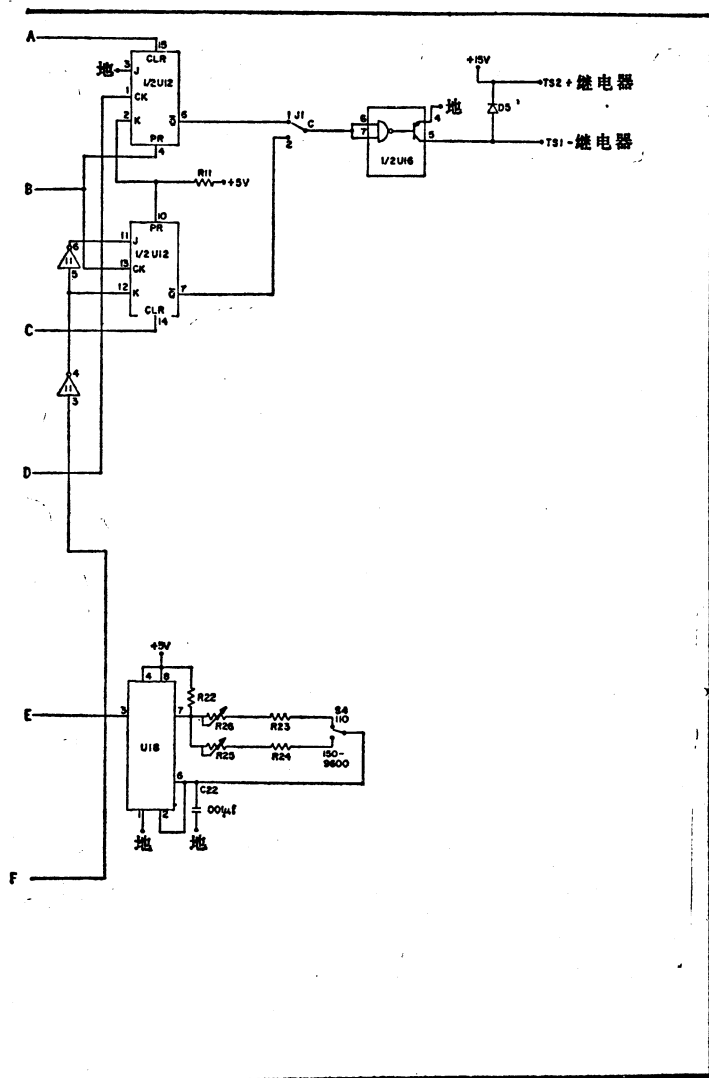 A
15
CLR
地
3
J
1/2U12
1
CK
2
K
Q
6
PR
4
+15V
TS2+继电器
D5
TS1-继电器
地
4
1
J1
C
2
6
7
5
1/2U16
B
R11
+5V
10
PR
11
J
1/2U12
13
CK
12
K
Q
7
CLR
14
6
11
5
C
4
11
3
D
+5V
4
8
R22
E
3
7
R26
R23
S4
110
U18
R25
R24
150-
9600
6
C22
.001μf
1
2
地
地
F